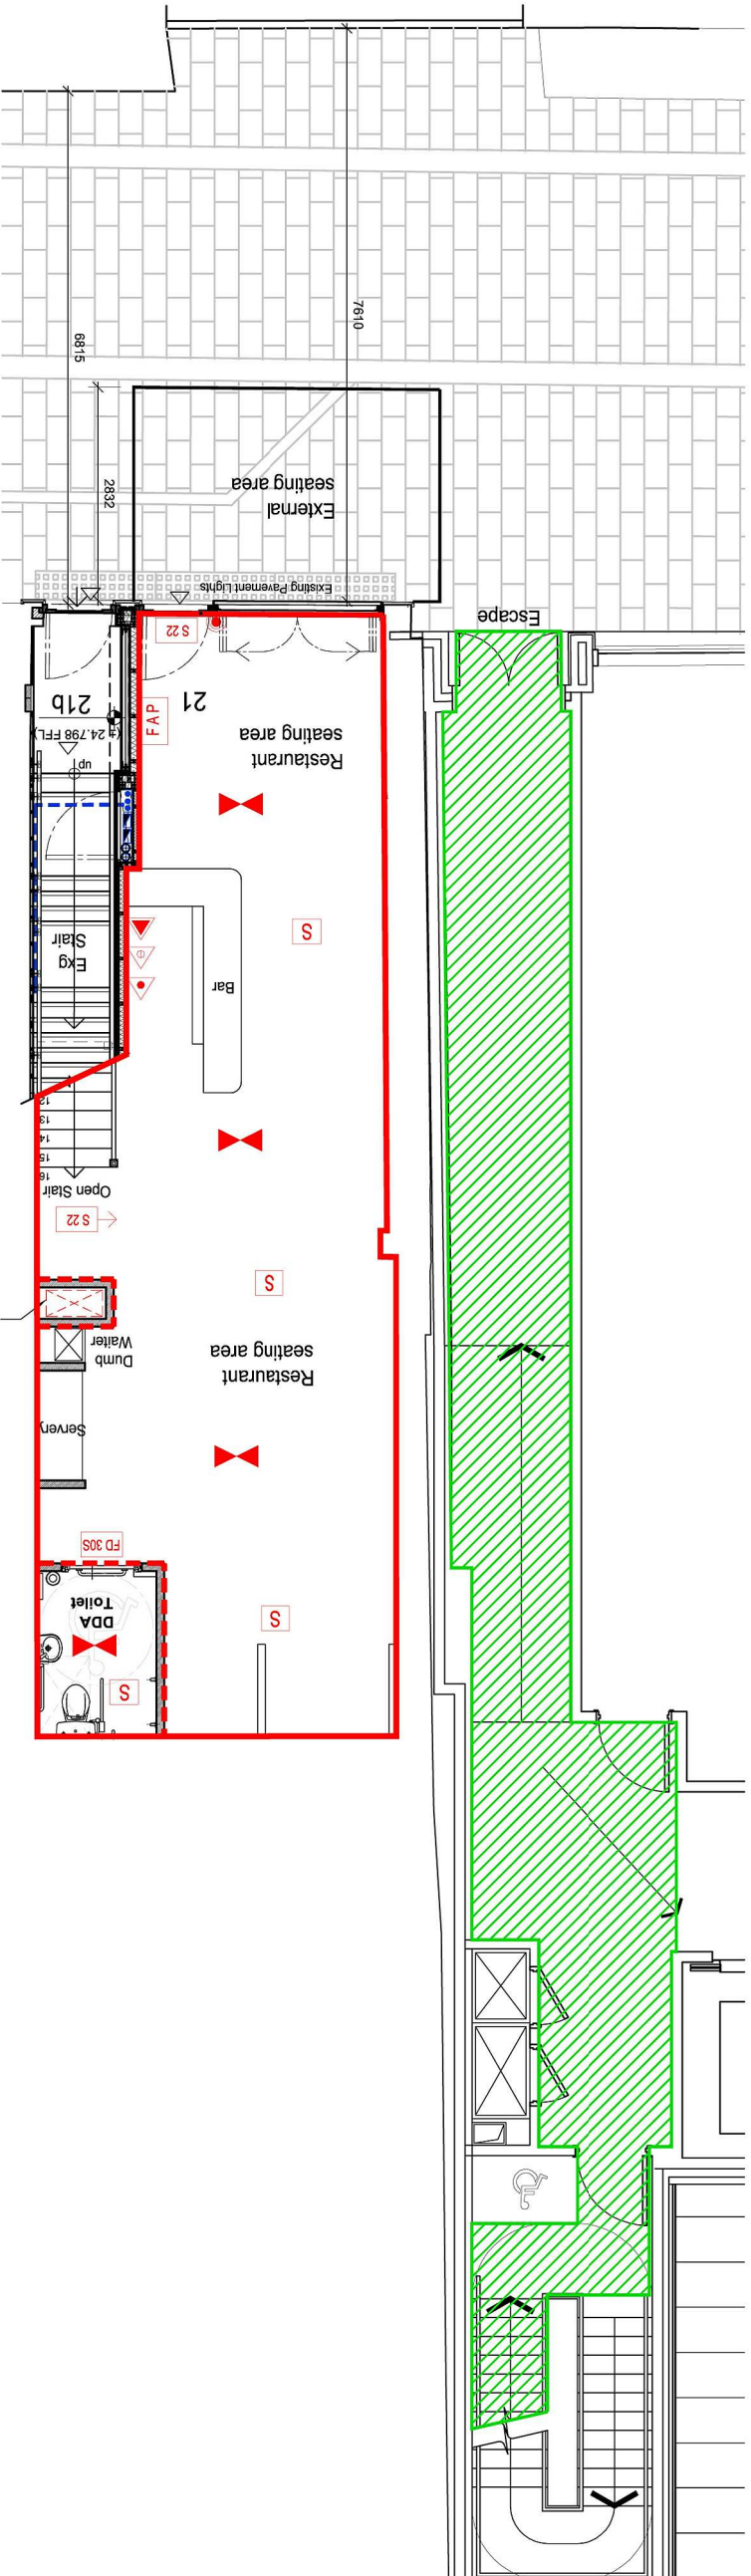 7610
6815
2832
External
seating area
Existing Pavement Lights
Escape
S 22
21
21b
FAP
(+ 24.798 FFL)
up
Restaurant
seating area
S
Exg
Stair
Bar
12
13
14
15
16
Open Stair
S 22
S
Dumb
Waiter
Restaurant
seating area
Servery
FD 30S
DDA
Toilet
S
S